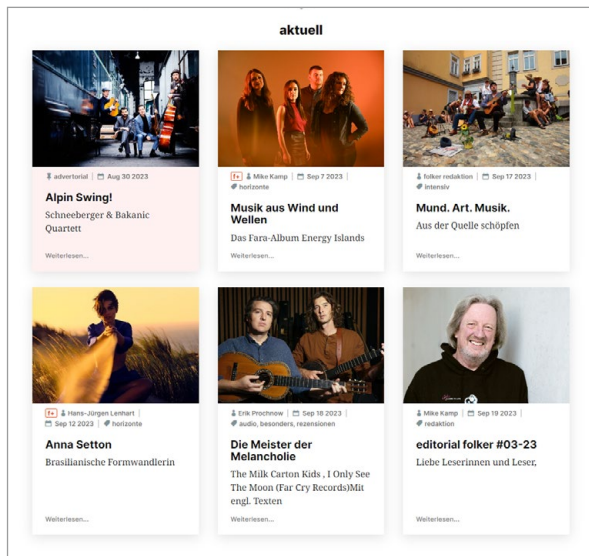 aktuell
advertorial | Aug 30 2023
Alpin Swing!
Schneeberger & Bakanic
Quartett
Weiterlesen...
f+ Mike Kamp | Sep 7 2023 |
horizonte
Musik aus Wind und
Wellen
Das Fara-Album Energy Islands
Weiterlesen...
folker redaktion | Sep 17 2023 |
intensiv
Mund. Art. Musik.
Aus der Quelle schöpfen
Weiterlesen...
f+ Hans-Jürgen Lenhart |
Sep 12 2023 | horizonte
Anna Setton
Brasilianische Formwandlerin
Weiterlesen...
Erik Prochnow | Sep 18 2023 |
audio, besonders, rezensionen
Die Meister der
Melancholie
The Milk Carton Kids , I Only See
The Moon (Far Cry Records)Mit
engl. Texten
Weiterlesen...
Mike Kamp | Sep 19 2023 |
redaktion
editorial folker #03-23
Liebe Leserinnen und Leser,
Weiterlesen...